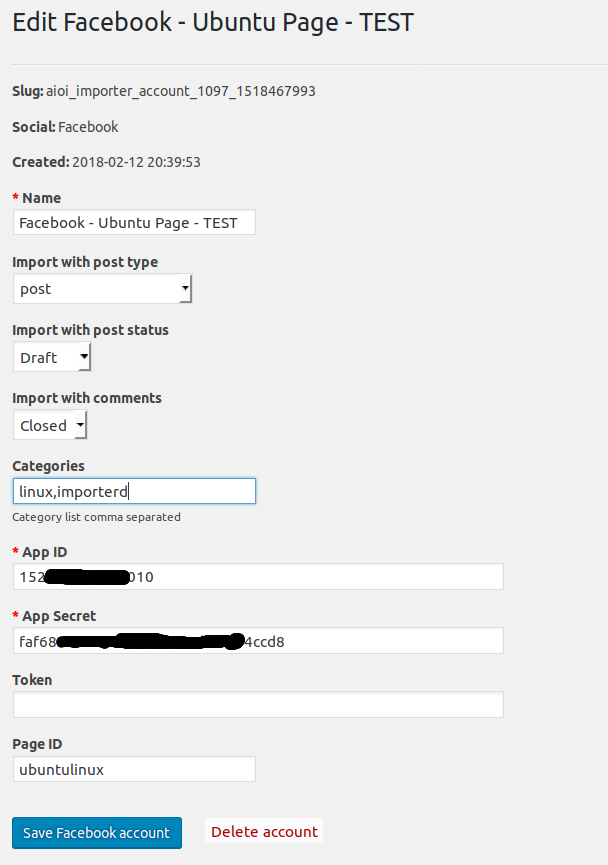 Edit Facebook - Ubuntu Page - TEST
Slug: aioi_importer_account_1097_1518467993
Social: Facebook
Created: 2018-02-12 20:39:53
* Name
Facebook - Ubuntu Page - TEST
Import with post type
post
Import with post status
Draft
Import with comments
Closed
Categories
linux,importerd
Category list comma separated
* App ID
152 010
* App Secret
faf68 4ccd8
Token
Page ID
ubuntulinux
Save Facebook account Delete account